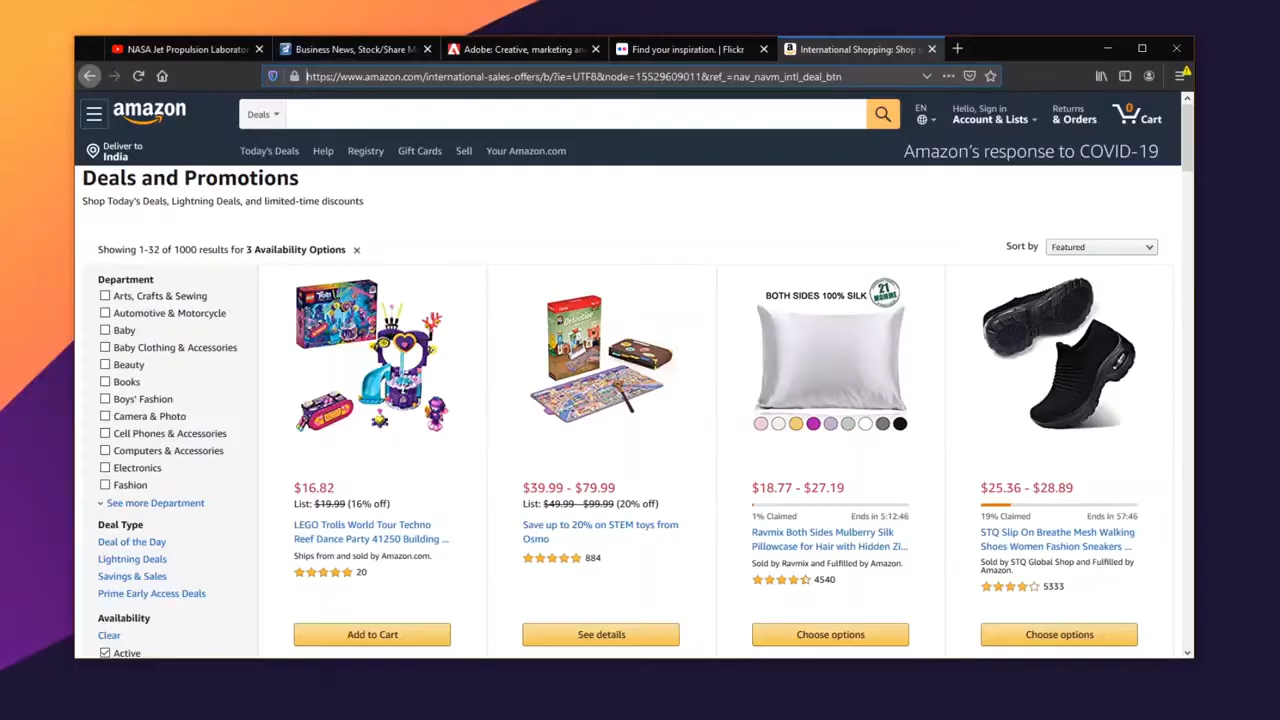 NASA Jet Propulsion Laborator
Business News, Stock/Share M
Adobe: Creative, marketing an
Find your inspiration. | Flickr
International Shopping: Shop s
https://www.amazon.com/international-sales-offers/b/?ie=UTF8&node=15529609011&ref_=nav_navm_intl_deal_btn
amazon
Deals
EN
Hello, Sign in
Account & Lists
Returns
& Orders
0
Cart
Deliver to
India
Today's Deals Help Registry Gift Cards Sell Your Amazon.com
Amazon's response to COVID-19
Deals and Promotions
Shop Today's Deals, Lightning Deals, and limited-time discounts
Showing 1-32 of 1000 results for 3 Availability Options
Sort by Featured
Department
Arts, Crafts & Sewing
Automotive & Motorcycle
Baby
Baby Clothing & Accessories
Beauty
Books
Boys' Fashion
Camera & Photo
Cell Phones & Accessories
Computers & Accessories
Electronics
Fashion
See more Department
Deal Type
Deal of the Day
Lightning Deals
Savings & Sales
Prime Early Access Deals
Availability
Clear
Active
$16.82
List: $19.99 (16% off)
LEGO Trolls World Tour Techno
Reef Dance Party 41250 Building ...
Ships from and sold by Amazon.com.
20
Add to Cart
Detective
$39.99 - $79.99
List: $49.99 - $99.99 (20% off)
Save up to 20% on STEM toys from
Osmo
884
See details
BOTH SIDES 100% SILK
21
MOMME
$18.77 - $27.19
1% Claimed Ends in 5:12:46
Ravmix Both Sides Mulberry Silk
Pillowcase for Hair with Hidden Zi...
Sold by Ravmix and Fulfilled by Amazon.
4540
Choose options
$25.36 - $28.89
19% Claimed Ends in 57:46
STQ Slip On Breathe Mesh Walking
Shoes Women Fashion Sneakers ...
Sold by STQ Global Shop and Fulfilled by
Amazon.
5333
Choose options